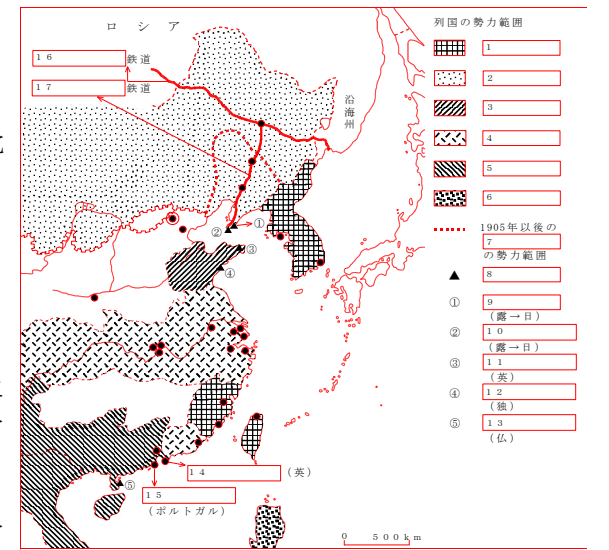 ロシア
16 鉄道
17 鉄道
沿海州
①
②
③
④
⑤
14 (英)
15
(ポルトガル)
0 500km
列国の勢力範囲
1
2
3
4
5
6
1905年以後の
7
の勢力範囲
▲ 8
① 9
(露→日)
② 10
(露→日)
③ 11
(英)
④ 12
(独)
⑤ 13
(仏)